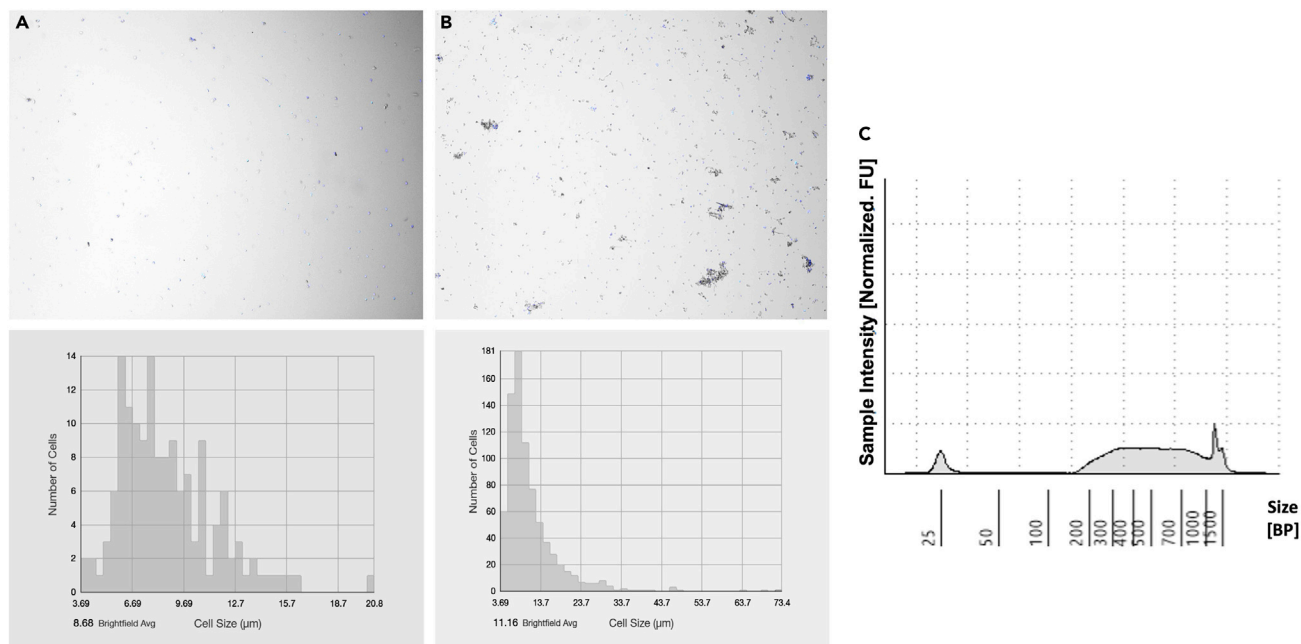 A
B
14
12
10
8
6
4
2
0
Number of Cells
3.69 6.69 9.69 12.7 15.7 18.7 20.8
8.68 Brightfield Avg Cell Size (µm)
181
160
140
120
100
80
60
40
20
0
Number of Cells
3.69 13.7 23.7 33.7 43.7 53.7 63.7 73.4
11.16 Brightfield Avg Cell Size (µm)
C
Sample Intensity [Normalized. FU]
25 50 100 200 300 400 500 700 1000 1500
Size
[BP]